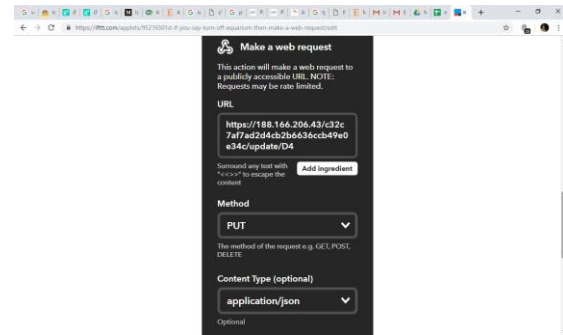 https://ifttt.com/applets/95216001d-if-you-say-turn-off-aquarium-then-make-a-web-request/edit
Make a web request
This action will make a web request to
a publicly accessible URL. NOTE:
Requests may be rate limited.
URL
https://188.166.206.43/c32c
7af7ad2d4cb2b6636ccb49e0
e34c/update/D4
Surround any text with
"<<>>" to escape the
content
Add ingredient
Method
PUT
The method of the request e.g. GET, POST,
DELETE
Content Type (optional)
application/json
Optional